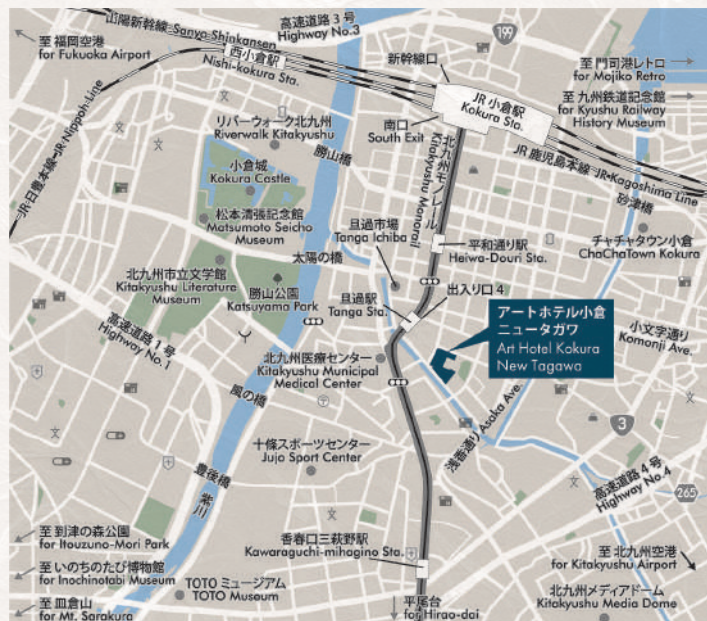 高速道路3号
Highway No.3
山陽新幹線 Sanyo Shinkansen
199
至 福岡空港
for Fukuoka Airport
西小倉駅
Nishi-kokura Sta.
新幹線口
至 門司港レトロ
for Mojiko Retro
JR 小倉駅
Kokura Sta.
至 九州鉄道記念館
for Kyushu Railway
History Museum
リバーウォーク北九州
Riverwalk Kitakyushu
南口
South Exit
JR日豊本線 JR-Nippoh-Line
勝山橋
北九州モノレール
Kitakyushu Monorail
JR 鹿児島本線 JR-Kagoshima Line
砂津橋
小倉城
Kokura Castle
松本清張記念館
Matsumoto Seicho
Museum
旦過市場
Tanga Ichiba
平和通り駅
Heiwa-Douri Sta.
チャチャタウン小倉
ChaChaTown Kokura
太陽の橋
北九州市立文学館
Kitakyushu Literature
Museum
勝山公園
Katsuyama Park
旦過駅
Tanga Sta.
出入り口 4
アートホテル小倉
ニュータガワ
Art Hotel Kokura
New Tagawa
小文字通り
Komonji Ave.
高速道路1号
Highway No.1
北九州医療センター
Kitakyushu Municipal
Medical Center
風の橋
浅香通り Asaka Ave.
3
十條スポーツセンター
Jujo Sport Center
豊後橋
紫川
高速道路4号
Highway No.4
265
至 到津の森公園
for Itouzuno-Mori Park
香春口三萩野駅
Kawaraguchi-mihagino Sta.
至 北九州空港
for Kitakyushu Airport
至 いのちのたび博物館
for Inochinotabi Museum
TOTO ミュージアム
TOTO Museum
北九州メディアドーム
Kitakyushu Media Dome
至 皿倉山
for Mt. Sarakura
平尾台
for Hirao-dai